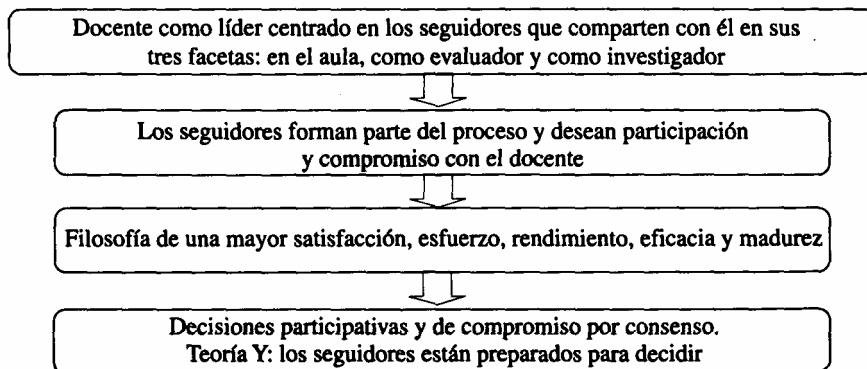 Docente como líder centrado en los seguidores que comparten con él en sus
tres facetas: en el aula, como evaluador y como investigador
Los seguidores forman parte del proceso y desean participación
y compromiso con el docente
Filosofía de una mayor satisfacción, esfuerzo, rendimiento, eficacia y madurez
Decisiones participativas y de compromiso por consenso.
Teoría Y: los seguidores están preparados para decidir